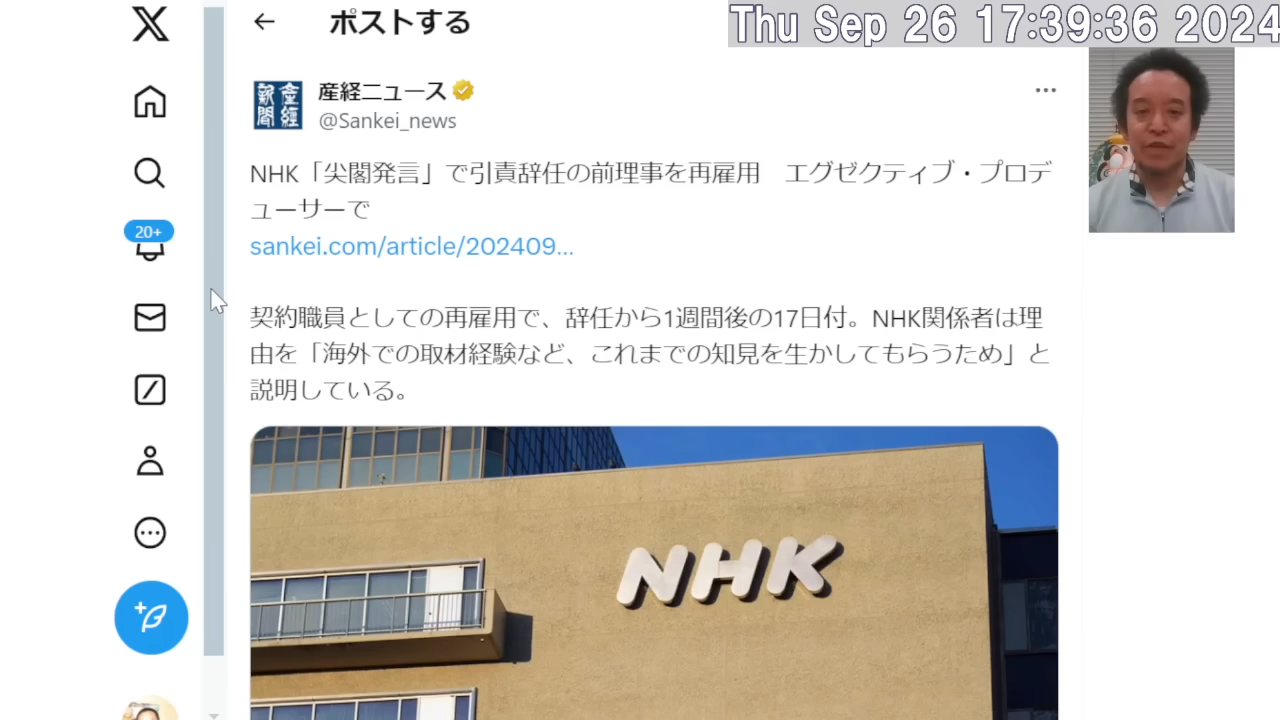 Thu Sep 26 17:39:36 2024
ポストする
産経新聞
産経ニュース
@Sankei_news
NHK「尖閣発言」で引責辞任の前理事を再雇用　エグゼクティブ・プロデ
ューサーで
sankei.com/article/202409...
20+
契約職員としての再雇用で、辞任から1週間後の17日付。NHK関係者は理
由を「海外での取材経験など、これまでの知見を生かしてもらうため」と
説明している。
NHK